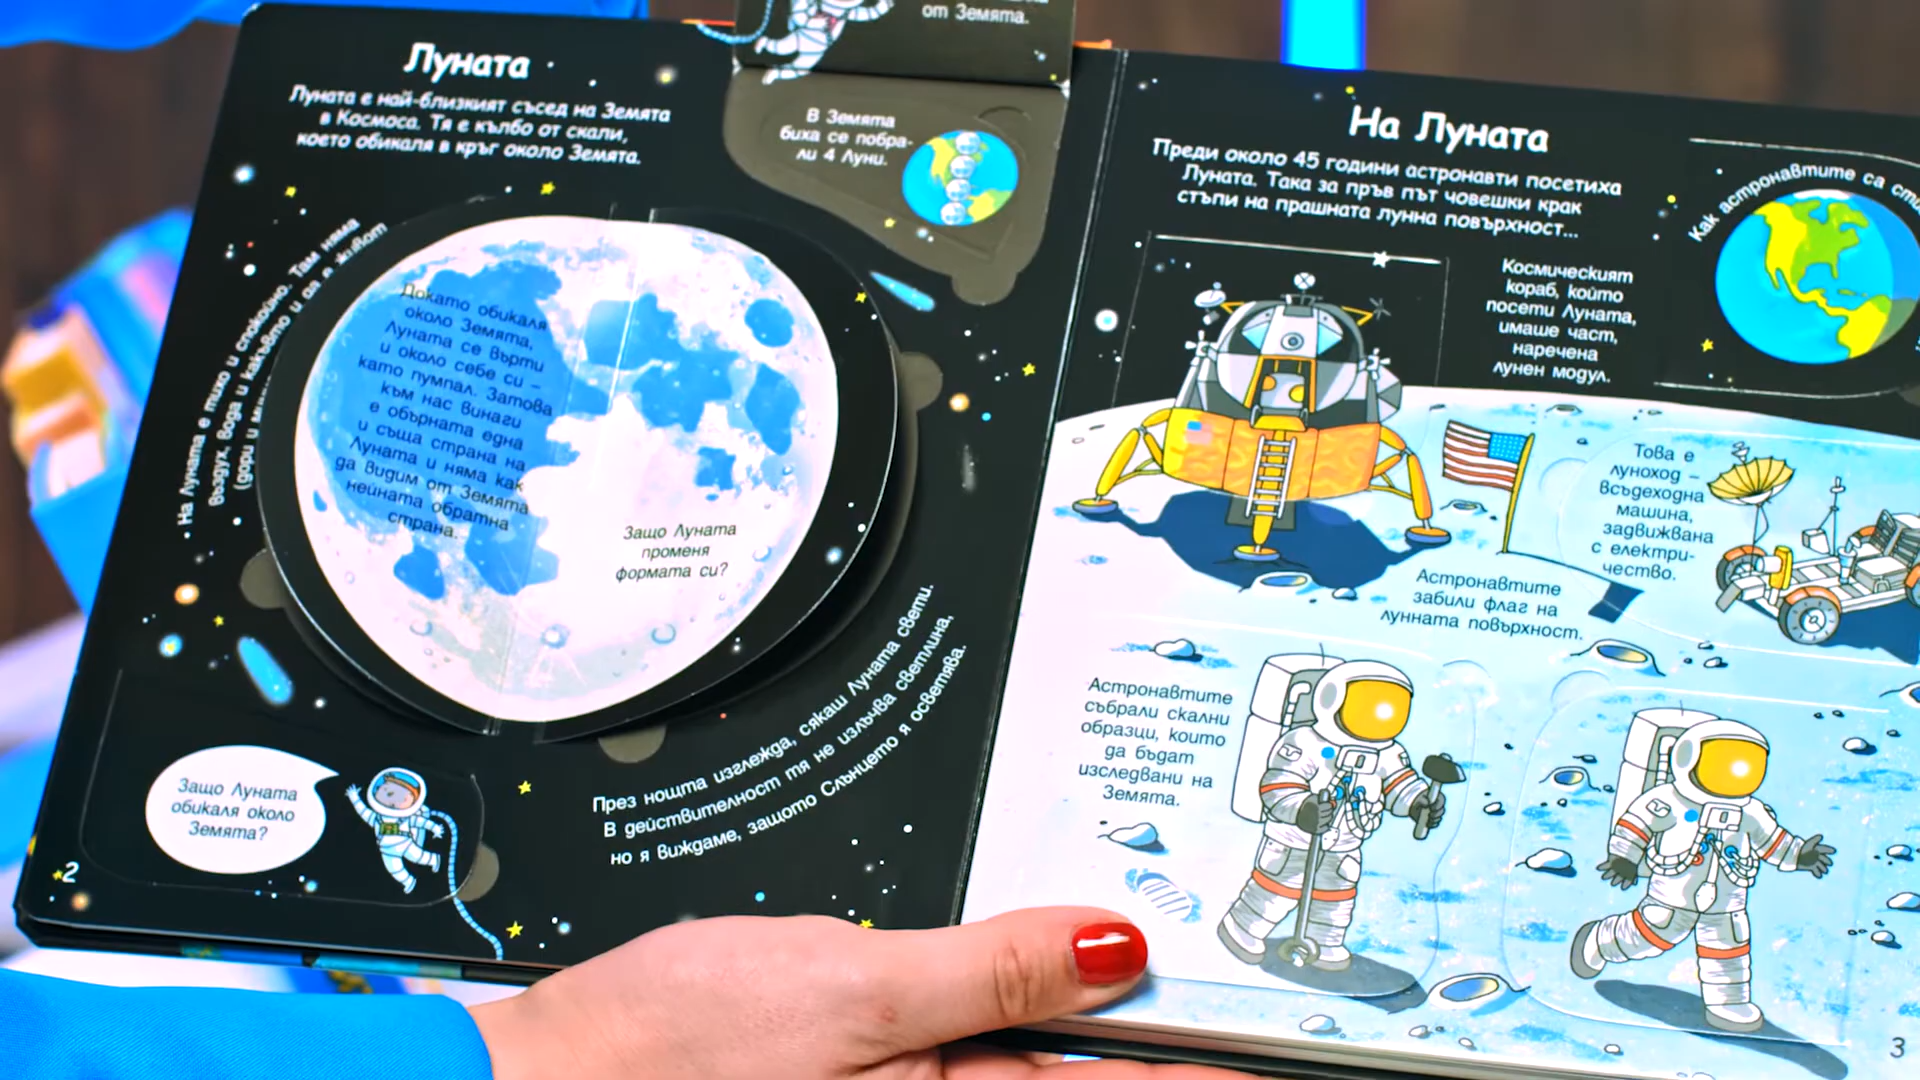 Луната
Луната е най-близкият съсед на Земята
в Космоса. Тя е кълбо от скали,
което обикаля в кръг около Земята.
от Земята.
В Земята
биха се побра-
ли 4 Луни.
На Луната е тихо и спокойно. Там няма
въздух, вода и каквото и да е живот
(дори и
Докато обикаля
около Земята,
Луната се върти
и около себе си –
като пумпал. Затова
към нас винаги
е обърната една
и съща страна на
Луната и няма как
да видим от Земята
нейната обратна
страна.
Защо Луната
променя
формата си?
През нощта изглежда, сякаш Луната свети.
В действителност тя не излъчва светлина,
но я виждаме, защото Слънцето я осветява.
Защо Луната
обикаля около
Земята?
2
На Луната
Преди около 45 години астронавти посетиха
Луната. Така за пръв път човешки крак
стъпи на прашната лунна повърхност...
Как астронавтите са
Космическият
кораб, който
посети Луната,
имаше част,
наречена
лунен модул.
Това е
луноход –
всъдеходна
машина,
задвижвана
с електри-
чество.
Астронавтите
забили флаг на
лунната повърхност.
Астронавтите
събрали скални
образци, които
да бъдат
изследвани на
Земята.
3